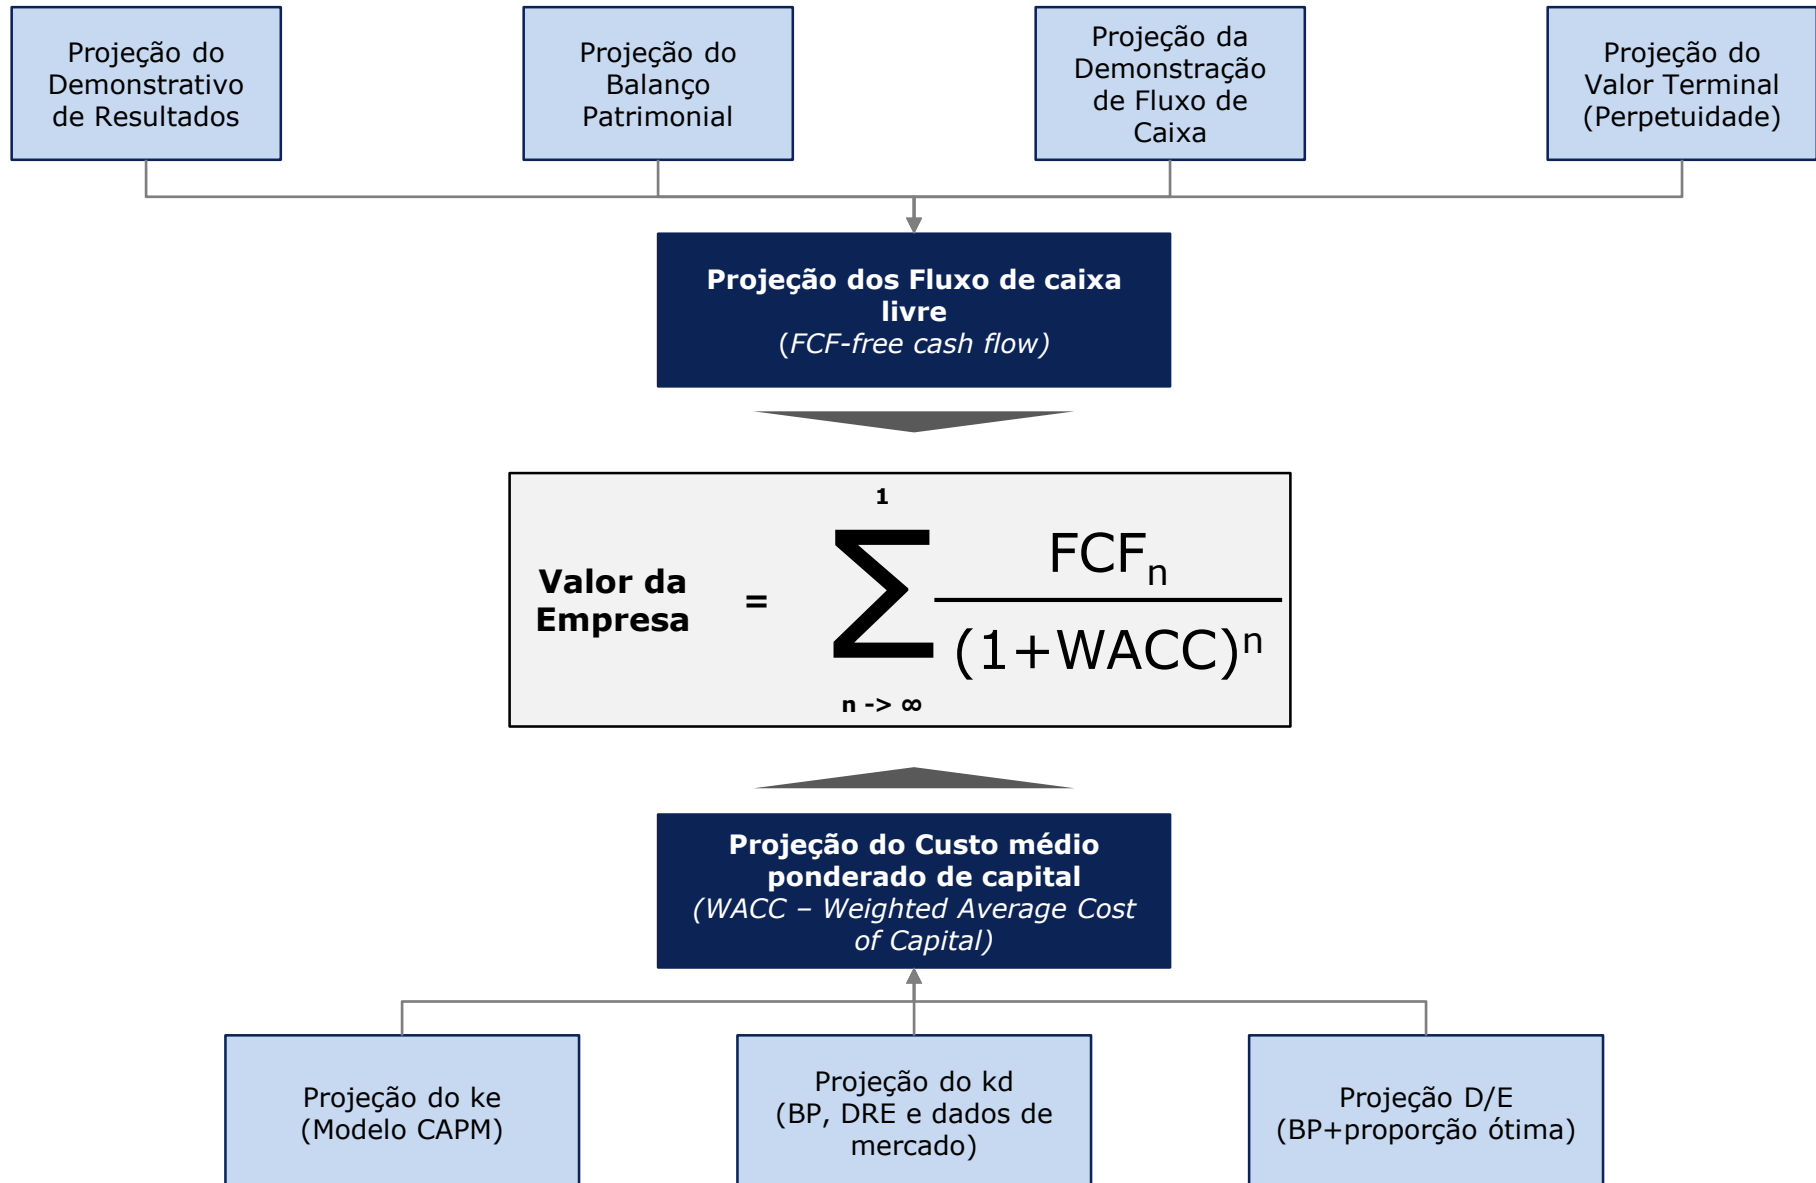 Projeção do
Demonstrativo
de Resultados
Projeção do
Balanço
Patrimonial
Projeção da
Demonstração
de Fluxo de
Caixa
Projeção do
Valor Terminal
(Perpetuidade)
Projeção dos Fluxo de caixa
livre
(FCF-free cash flow)
Valor da
Empresa
=
1
∑
n -> ∞
FCFn
(1+WACC)n
Projeção do Custo médio
ponderado de capital
(WACC – Weighted Average Cost
of Capital)
Projeção do ke
(Modelo CAPM)
Projeção do kd
(BP, DRE e dados de
mercado)
Projeção D/E
(BP+proporção ótima)